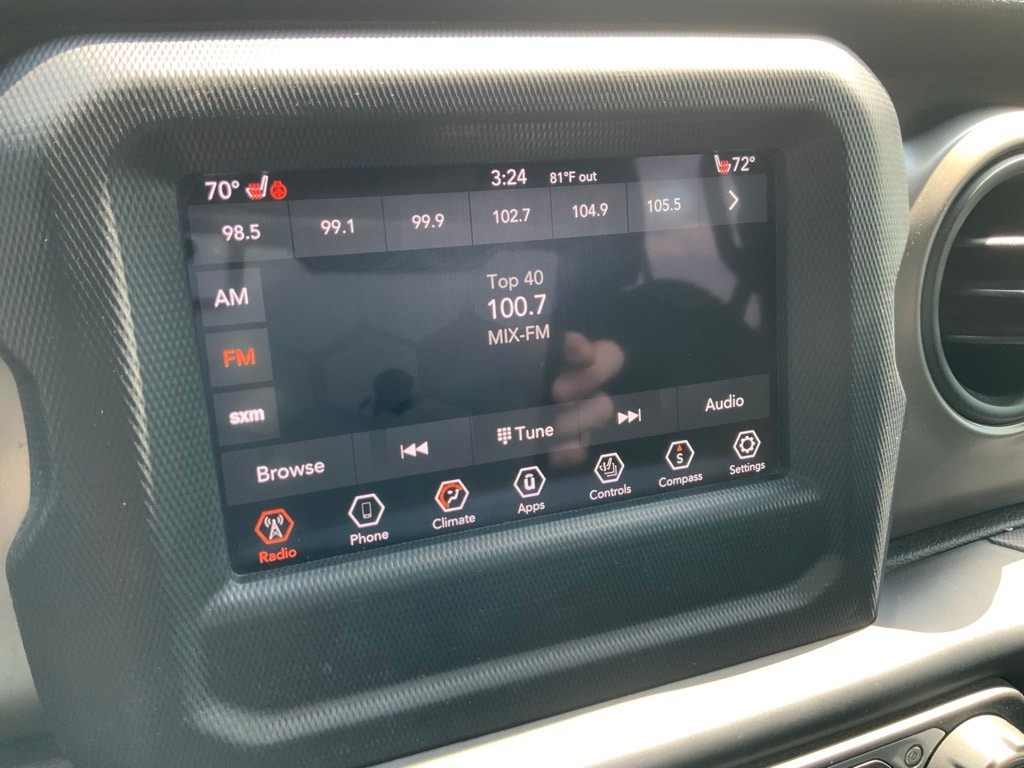 70° 3:24 81°F out 72°
98.5 99.1 99.9 102.7 104.9 105.5
AM
FM
sxm
Top 40
100.7
MIX-FM
Browse Tune Audio
Radio Phone Climate Apps Controls Compass Settings
ū S